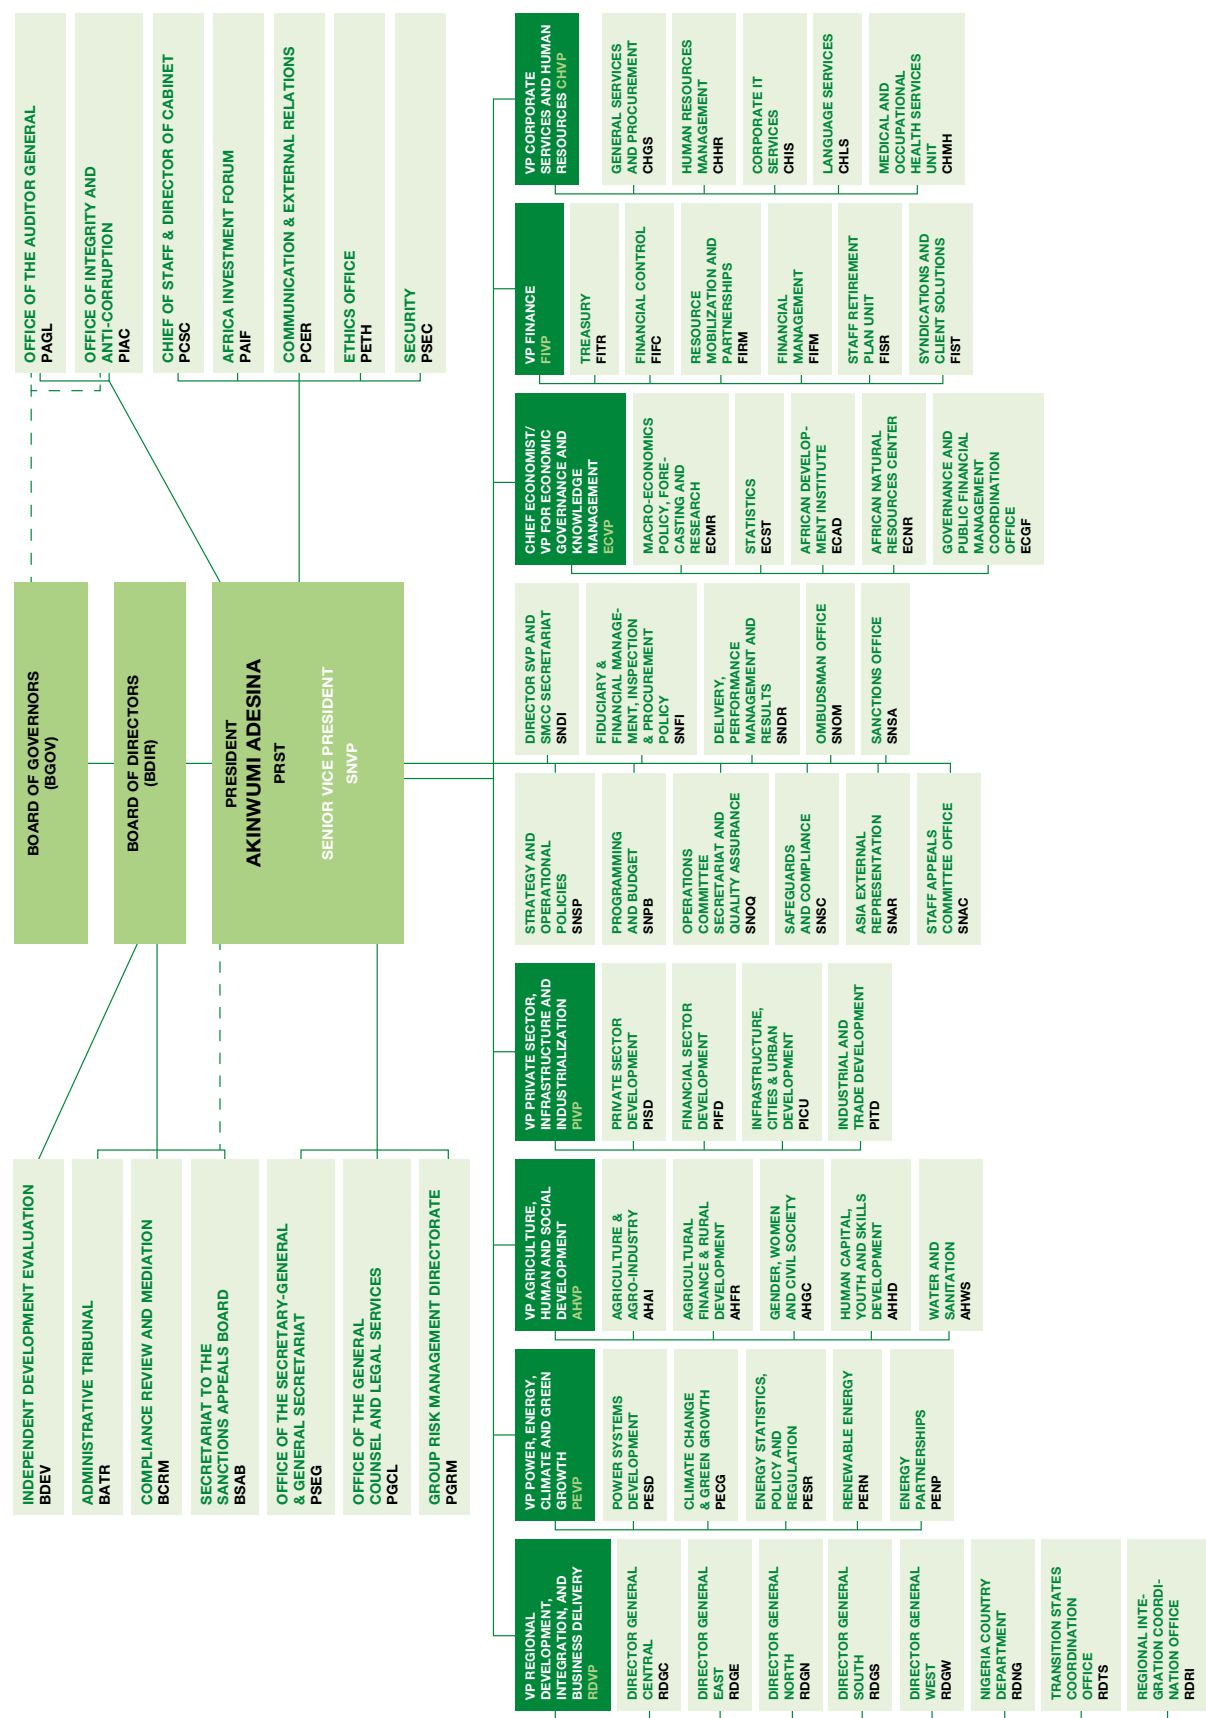 BOARD OF GOVERNORS
(BGOV)
BOARD OF DIRECTORS
(BDIR)
PRESIDENT
AKINWUMI ADESINA
PRST
SENIOR VICE PRESIDENT
SNVP
INDEPENDENT DEVELOPMENT EVALUATION
BDEV
ADMINISTRATIVE TRIBUNAL
BATR
COMPLIANCE REVIEW AND MEDIATION
BCRM
SECRETARIAT TO THE
SANCTIONS APPEALS BOARD
BSAB
OFFICE OF THE SECRETARY-GENERAL
& GENERAL SECRETARIAT
PSEG
OFFICE OF THE GENERAL
COUNSEL AND LEGAL SERVICES
PGCL
GROUP RISK MANAGEMENT DIRECTORATE
PGRM
OFFICE OF THE AUDITOR GENERAL
PAGL
OFFICE OF INTEGRITY AND
ANTI-CORRUPTION
PIAC
CHIEF OF STAFF & DIRECTOR OF CABINET
PCSC
AFRICA INVESTMENT FORUM
PAIF
COMMUNICATION & EXTERNAL RELATIONS
PCER
ETHICS OFFICE
PETH
SECURITY
PSEC
VP REGIONAL
DEVELOPMENT,
INTEGRATION, AND
BUSINESS DELIVERY
RDVP
DIRECTOR GENERAL
CENTRAL
RDGC
DIRECTOR GENERAL
EAST
RDGE
DIRECTOR GENERAL
NORTH
RDGN
DIRECTOR GENERAL
SOUTH
RDGS
DIRECTOR GENERAL
WEST
RDGW
NIGERIA COUNTRY
DEPARTMENT
RDNG
TRANSITION STATES
COORDINATION
OFFICE
RDTS
REGIONAL INTE-
GRATION COORDI-
NATION OFFICE
RDRI
VP POWER, ENERGY,
CLIMATE AND GREEN
GROWTH
PEVP
POWER SYSTEMS
DEVELOPMENT
PESD
CLIMATE CHANGE
& GREEN GROWTH
PECG
ENERGY STATISTICS,
POLICY AND
REGULATION
PESR
RENEWABLE ENERGY
PERN
ENERGY
PARTNERSHIPS
PENP
VP AGRICULTURE,
HUMAN AND SOCIAL
DEVELOPMENT
AHVP
AGRICULTURE &
AGRO-INDUSTRY
AHAI
AGRICULTURAL
FINANCE & RURAL
DEVELOPMENT
AHFR
GENDER, WOMEN
AND CIVIL SOCIETY
AHGC
HUMAN CAPITAL,
YOUTH AND SKILLS
DEVELOPMENT
AHHD
WATER AND
SANITATION
AHWS
VP PRIVATE SECTOR,
INFRASTRUCTURE AND
INDUSTRIALIZATION
PIVP
PRIVATE SECTOR
DEVELOPMENT
PISD
FINANCIAL SECTOR
DEVELOPMENT
PIFD
INFRASTRUCTURE,
CITIES & URBAN
DEVELOPMENT
PICU
INDUSTRIAL AND
TRADE DEVELOPMENT
PITD
STRATEGY AND
OPERATIONAL
POLICIES
SNSP
PROGRAMMING
AND BUDGET
SNPB
OPERATIONS
COMMITTEE
SECRETARIAT AND
QUALITY ASSURANCE
SNOQ
SAFEGUARDS
AND COMPLIANCE
SNSC
ASIA EXTERNAL
REPRESENTATION
SNAR
STAFF APPEALS
COMMITTEE OFFICE
SNAC
DIRECTOR SVP AND
SMCC SECRETARIAT
SNDI
FIDUCIARY &
FINANCIAL MANAGE-
MENT, INSPECTION
& PROCUREMENT
POLICY
SNFI
DELIVERY,
PERFORMANCE
MANAGEMENT AND
RESULTS
SNDR
OMBUDSMAN OFFICE
SNOM
SANCTIONS OFFICE
SNSA
CHIEF ECONOMIST/
VP FOR ECONOMIC
GOVERNANCE AND
KNOWLEDGE
MANAGEMENT
ECVP
MACRO-ECONOMICS
POLICY, FORE-
CASTING AND
RESEARCH
ECMR
STATISTICS
ECST
AFRICAN DEVELOP-
MENT INSTITUTE
ECAD
AFRICAN NATURAL
RESOURCES CENTER
ECNR
GOVERNANCE AND
PUBLIC FINANCIAL
MANAGEMENT
COORDINATION
OFFICE
ECGF
VP FINANCE
FIVP
TREASURY
FITR
FINANCIAL CONTROL
FIFC
RESOURCE
MOBILIZATION AND
PARTNERSHIPS
FIRM
FINANCIAL
MANAGEMENT
FIFM
STAFF RETIREMENT
PLAN UNIT
FISR
SYNDICATIONS AND
CLIENT SOLUTIONS
FIST
VP CORPORATE
SERVICES AND HUMAN
RESOURCES CHVP
GENERAL SERVICES
AND PROCUREMENT
CHGS
HUMAN RESOURCES
MANAGEMENT
CHHR
CORPORATE IT
SERVICES
CHIS
LANGUAGE SERVICES
CHLS
MEDICAL AND
OCCUPATIONAL
HEALTH SERVICES
UNIT
CHMH